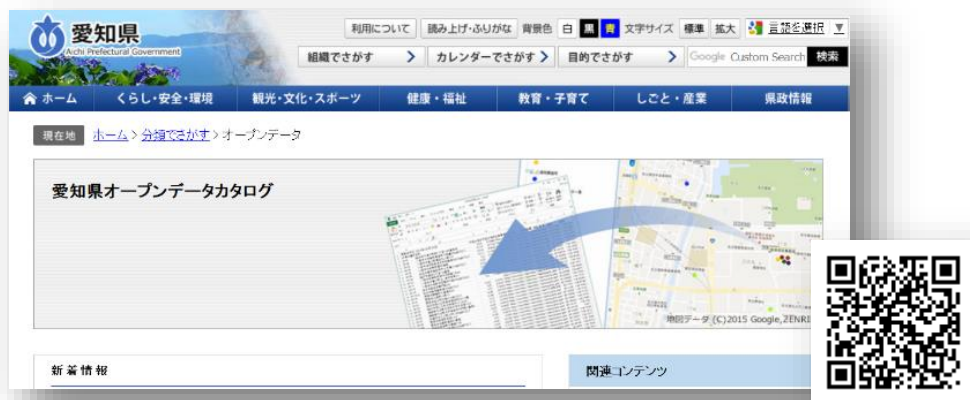 愛知県
Aichi Prefectural Government
利用について 読み上げ・ふりがな 背景色 白 黒 青 文字サイズ 標準 拡大 言語を選択 ▼
組織でさがす > カレンダーでさがす > 目的でさがす > Google Custom Search 検索
ホーム くらし・安全・環境 観光・文化・スポーツ 健康・福祉 教育・子育て しごと・産業 県政情報
現在地 ホーム > 分類でさがす > オープンデータ
愛知県オープンデータカタログ
地図データ (C)2015 Google,ZENRI
新着情報 関連コンテンツ